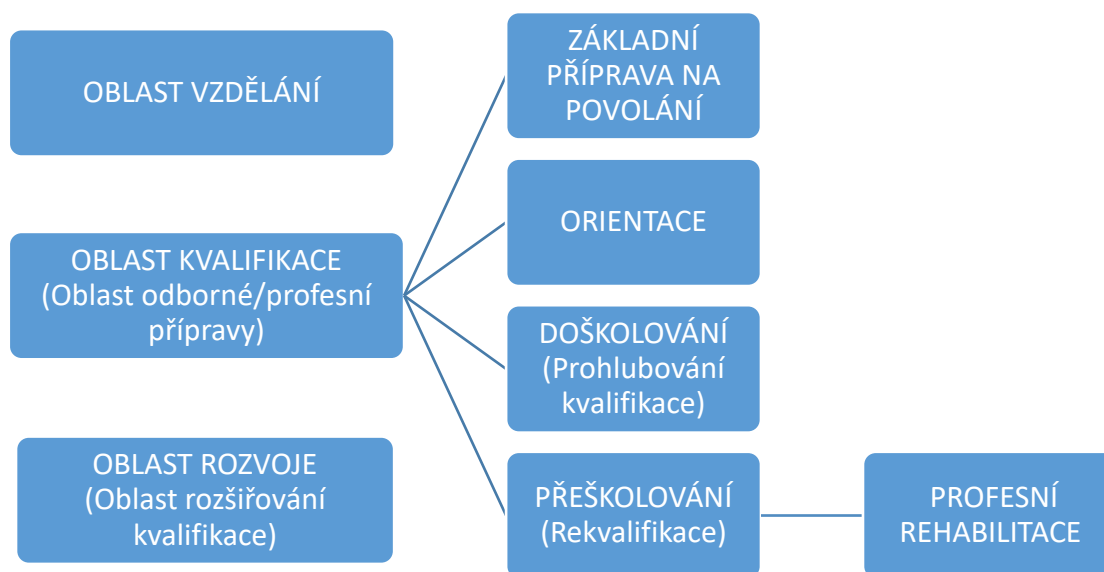 OBLAST VZDĚLÁNÍ
OBLAST KVALIFIKACE
(Oblast odborné/profesní
přípravy)
OBLAST ROZVOJE
(Oblast rozšiřování
kvalifikace)
ZÁKLADNÍ
PŘÍPRAVA NA
POVOLÁNÍ
ORIENTACE
DOŠKOLOVÁNÍ
(Prohlubování
kvalifikace)
PŘEŠKOLOVÁNÍ
(Rekvalifikace)
PROFESNÍ
REHABILITACE